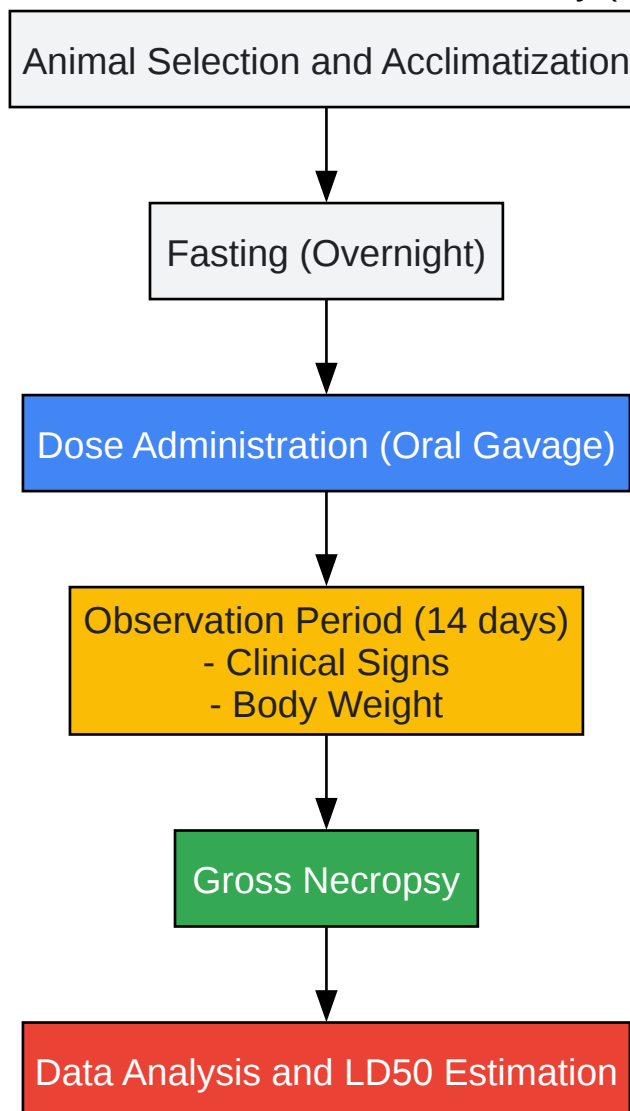 Animal Selection and Acclimatization
Fasting (Overnight)
Dose Administration (Oral Gavage)
Observation Period (14 days)
- Clinical Signs
- Body Weight
Gross Necropsy
Data Analysis and LD50 Estimation